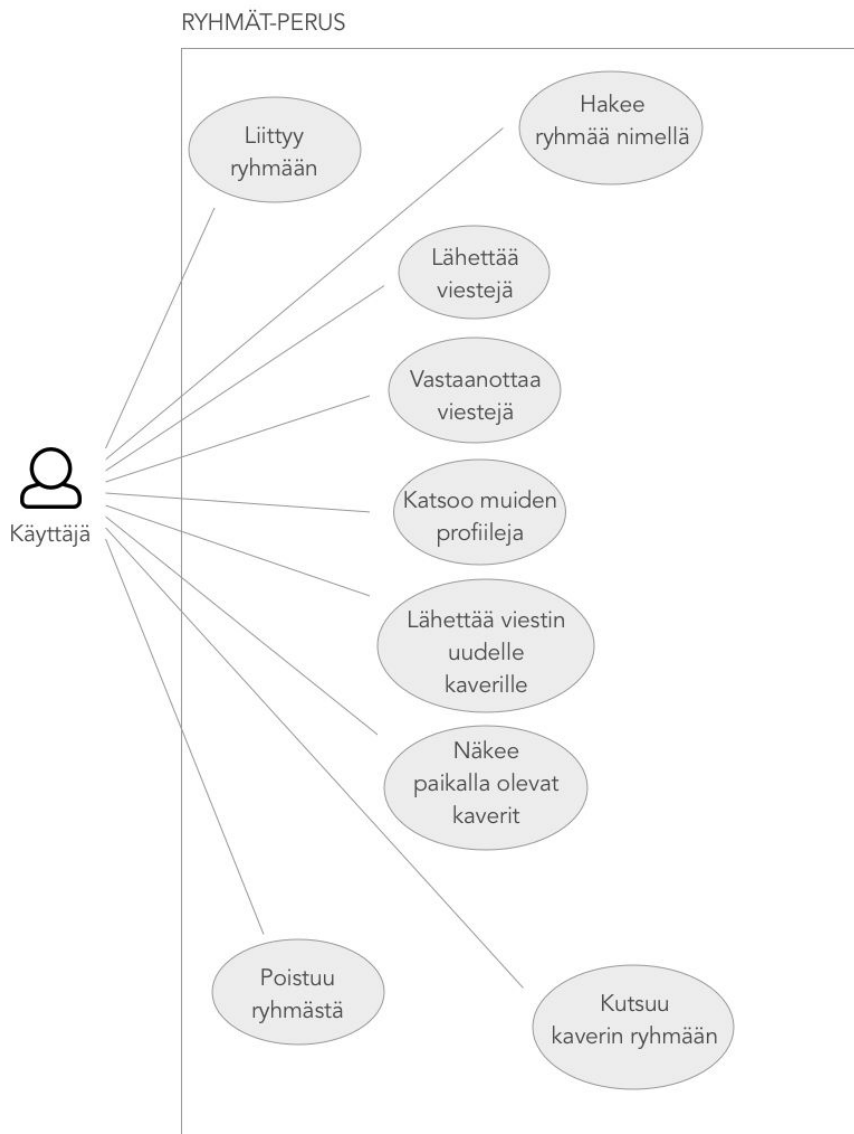 RYHMÄT-PERUS
Liittyy
ryhmään
Hakee
ryhmää nimellä
Lähettää
viestejä
Vastaanottaa
viestejä
Käyttäjä
Katsoo muiden
profiileja
Lähettää viestin
uudelle
kaverille
Näkee
paikalla olevat
kaverit
Poistuu
ryhmästä
Kutsuu
kaverin ryhmään